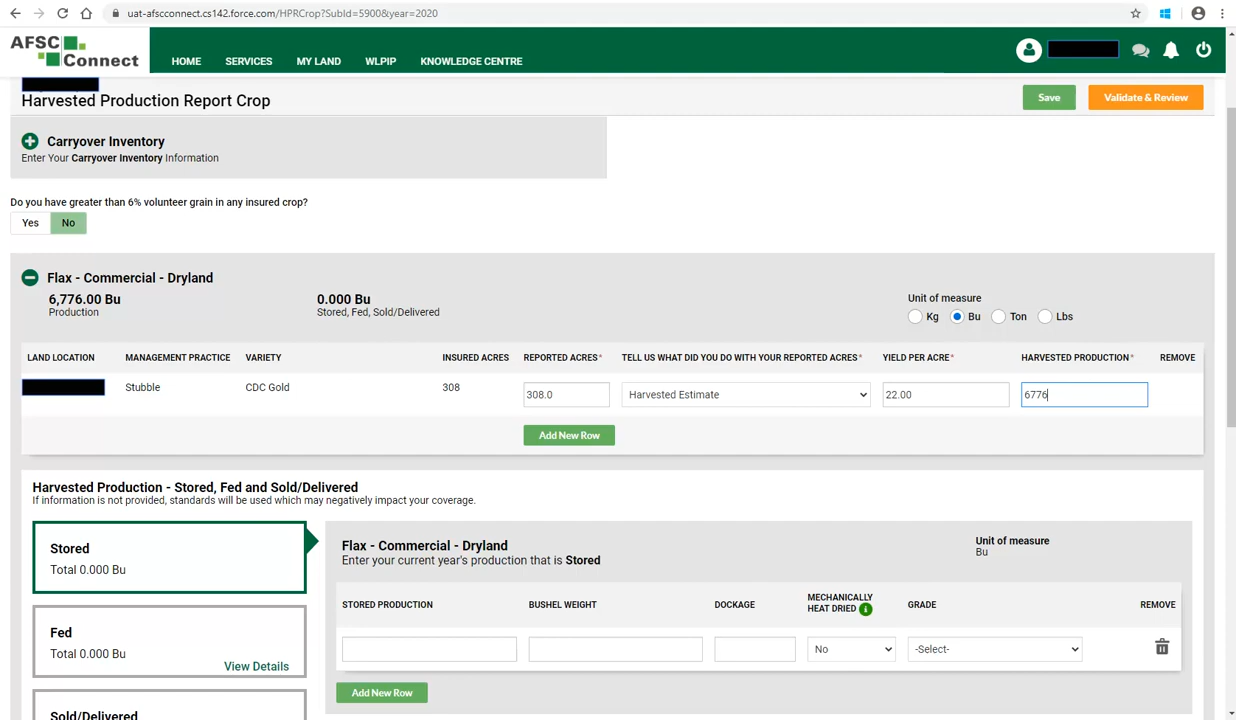 uat-afscconnect.cs142.force.com/HPRCrop?SubId=5900&year=2020
AFSC Connect
HOME SERVICES MY LAND WLPIP KNOWLEDGE CENTRE
Harvested Production Report Crop
Save Validate & Review
Carryover Inventory
Enter Your Carryover Inventory Information
Do you have greater than 6% volunteer grain in any insured crop?
Yes No
Flax - Commercial - Dryland
6,776.00 Bu 0.000 Bu
Production Stored, Fed, Sold/Delivered
Unit of measure
Kg Bu Ton Lbs
LAND LOCATION MANAGEMENT PRACTICE VARIETY INSURED ACRES REPORTED ACRES* TELL US WHAT DID YOU DO WITH YOUR REPORTED ACRES* YIELD PER ACRE* HARVESTED PRODUCTION* REMOVE
Stubble CDC Gold 308 308.0 Harvested Estimate 22.00 6776
Add New Row
Harvested Production - Stored, Fed and Sold/Delivered
If information is not provided, standards will be used which may negatively impact your coverage.
Stored
Total 0.000 Bu
Fed
Total 0.000 Bu
View Details
Sold/Delivered
Flax - Commercial - Dryland
Enter your current year's production that is Stored
Unit of measure
Bu
STORED PRODUCTION BUSHEL WEIGHT DOCKAGE MECHANICALLY HEAT DRIED i GRADE REMOVE
No -Select-
Add New Row